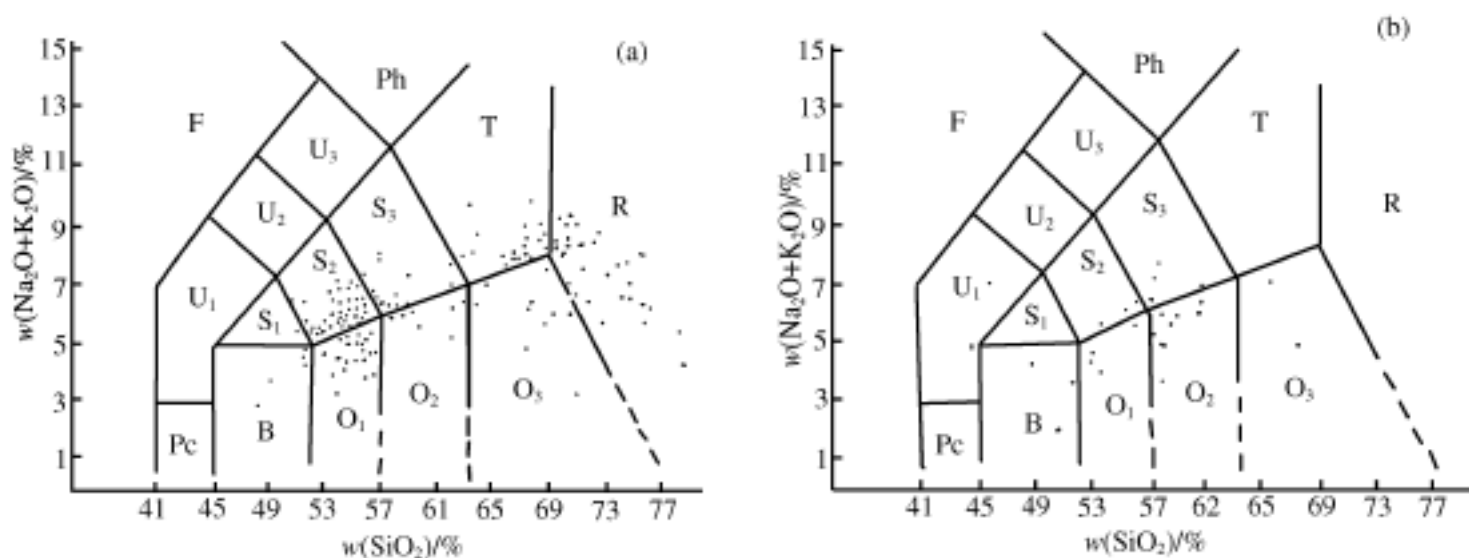 (a)
15
13
11
9
7
5
3
1
w(Na₂O+K₂O)/%
F
Ph
T
U₃
R
U₂
S₃
S₂
U₁
S₁
O₁
O₂
O₃
Pc
B
41 45 49 53 57 61 65 69 73 77
w(SiO₂)/%
(b)
15
13
11
9
7
5
3
1
w(Na₂O+K₂O)/%
F
Ph
T
U₃
R
U₂
S₃
S₂
U₁
S₁
O₁
O₂
O₃
Pc
B
41 45 49 53 57 62 65 69 73 77
w(SiO₂)/%